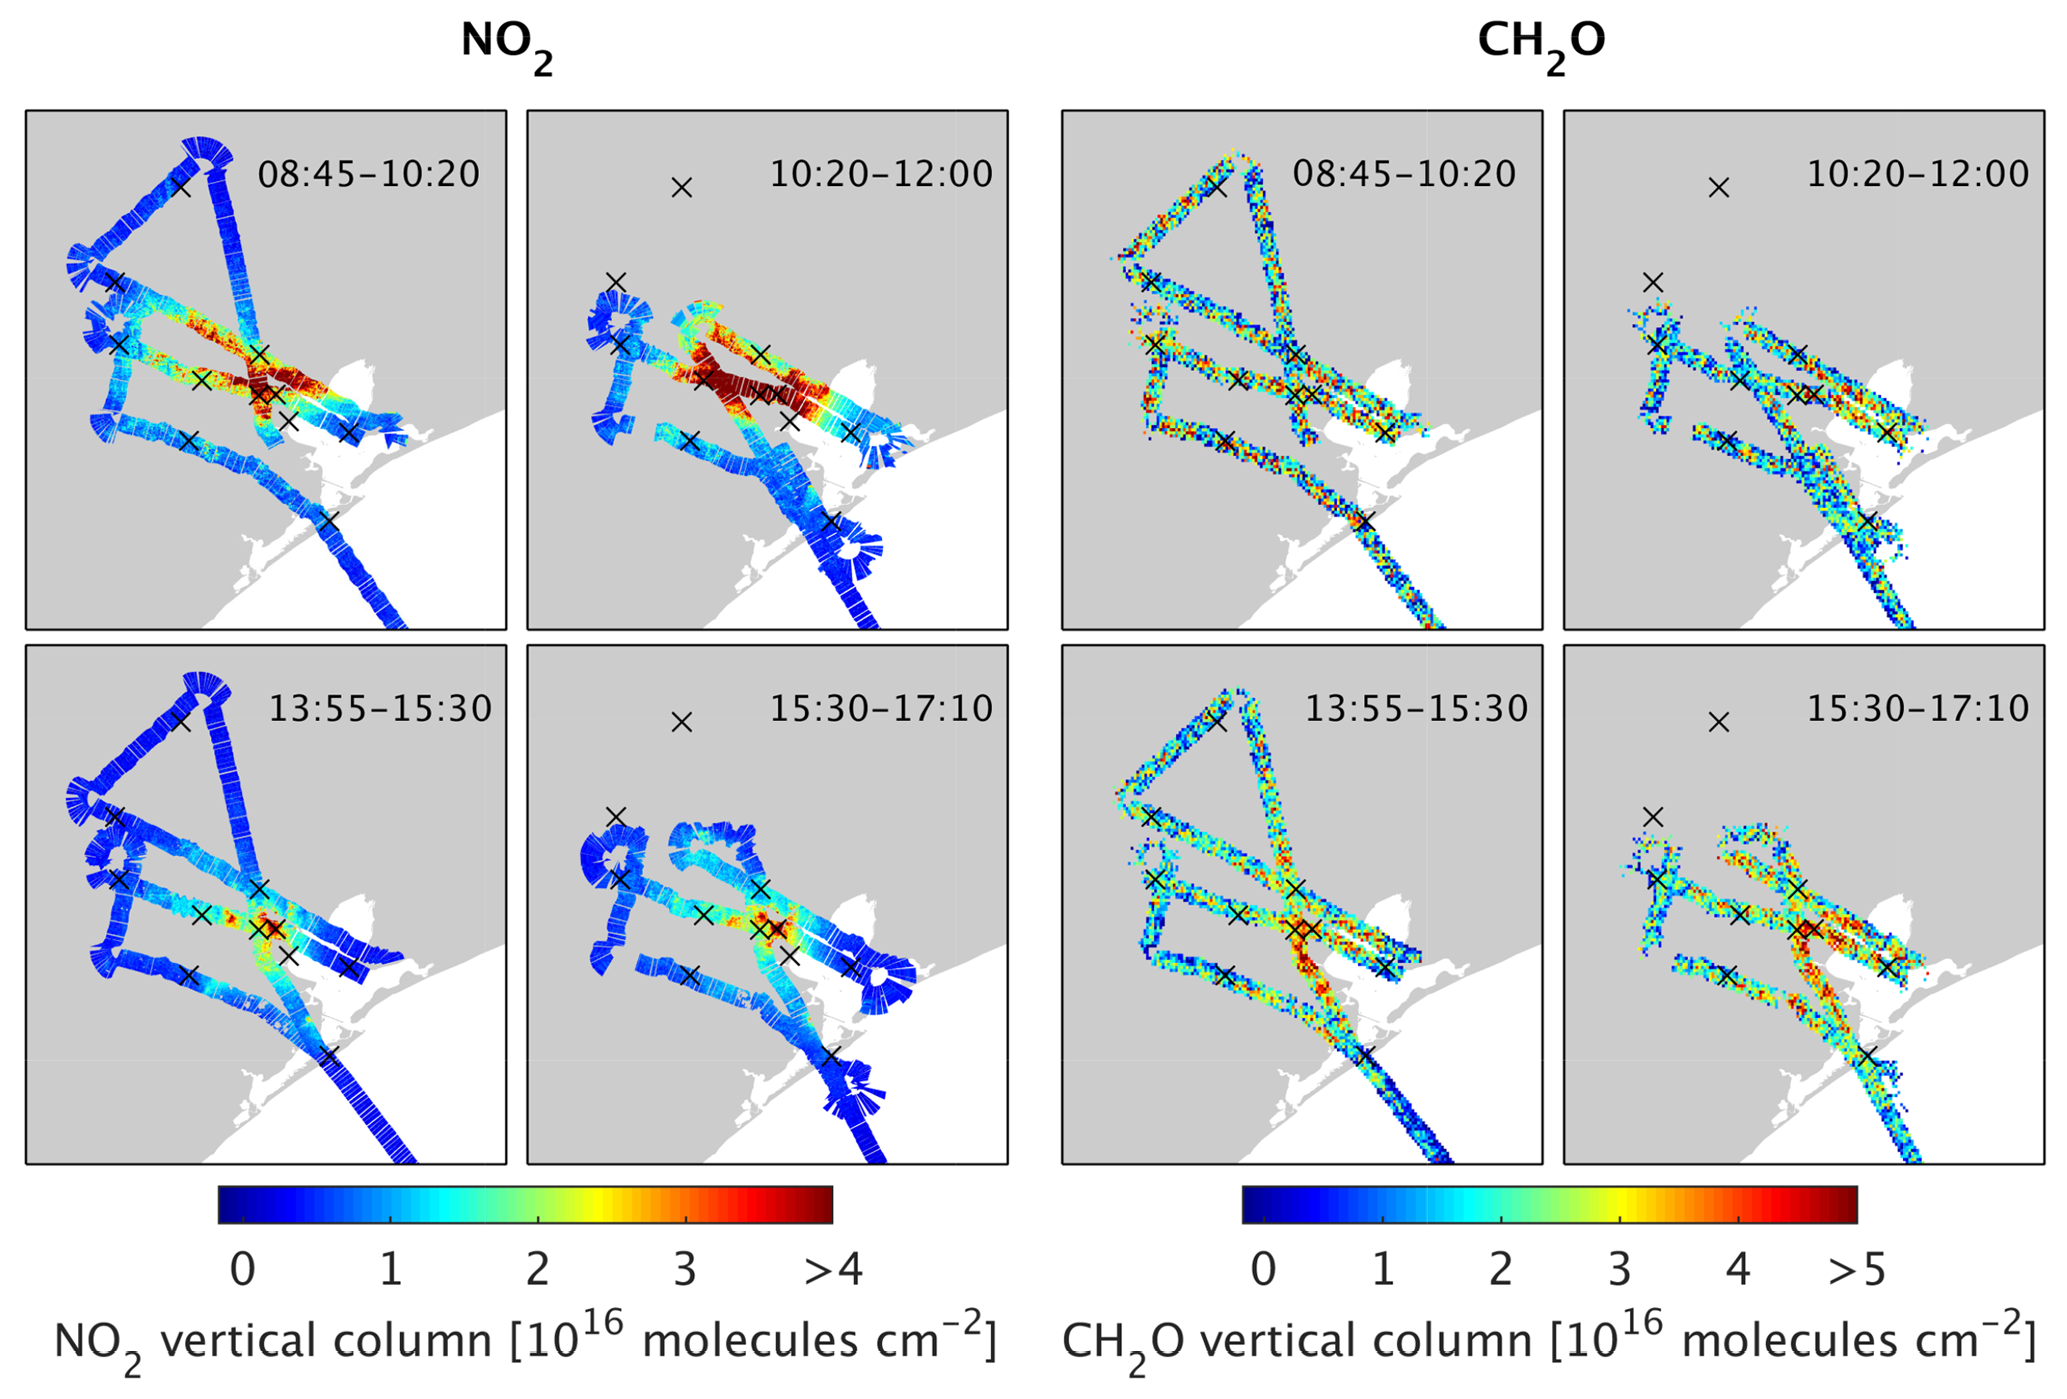 NO2 CH2O
08:45–10:20 10:20–12:00 08:45–10:20 10:20–12:00
13:55–15:30 15:30–17:10 13:55–15:30 15:30–17:10
0 1 2 3 >4 0 1 2 3 4 >5
NO2 vertical column [10^16 molecules cm^−2] CH2O vertical column [10^16 molecules cm^−2]